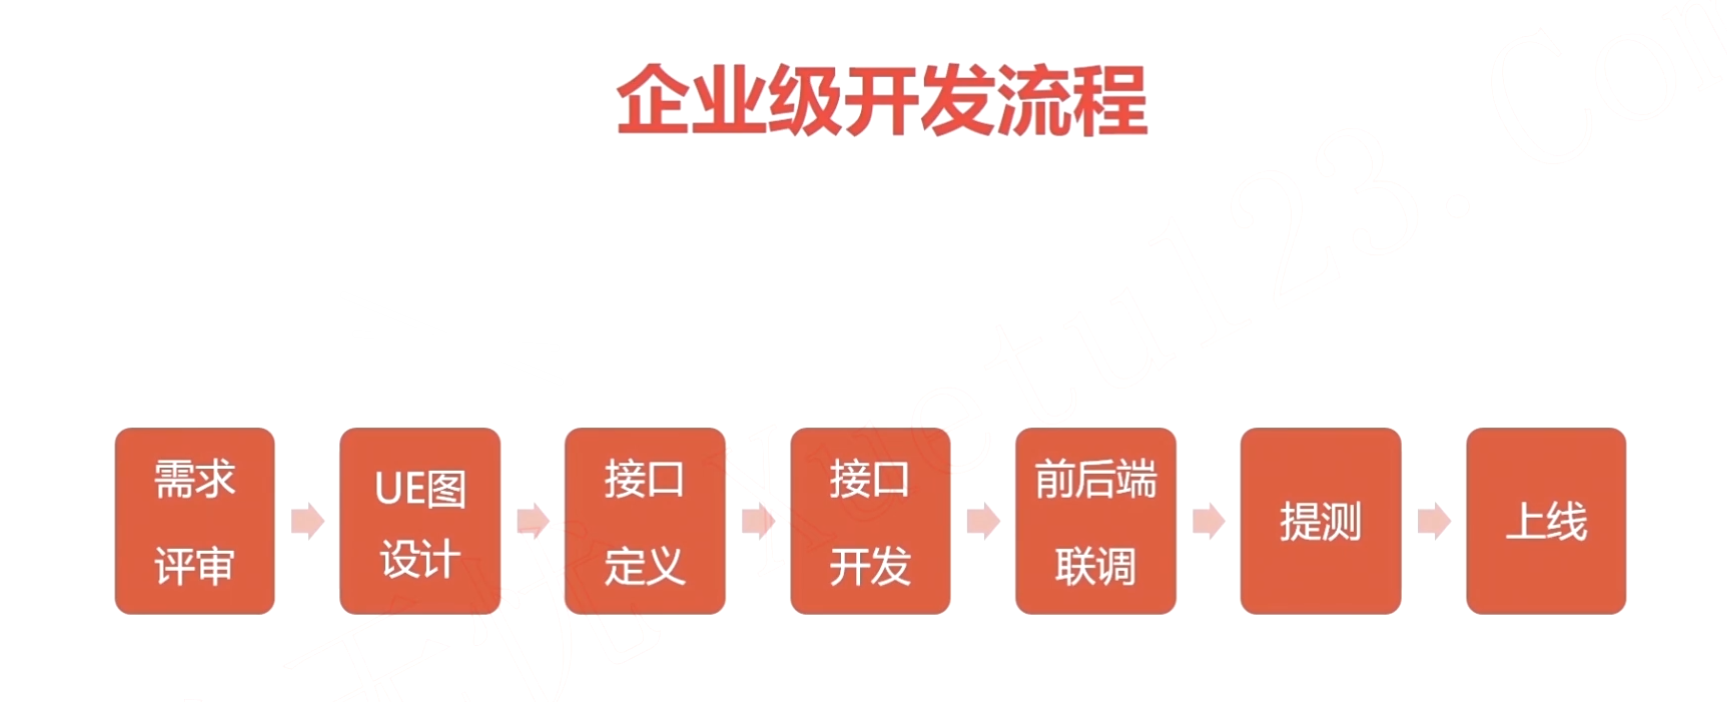 企业级开发流程
需求
评审
UE图
设计
接口
定义
接口
开发
前后端
联调
提测
上线